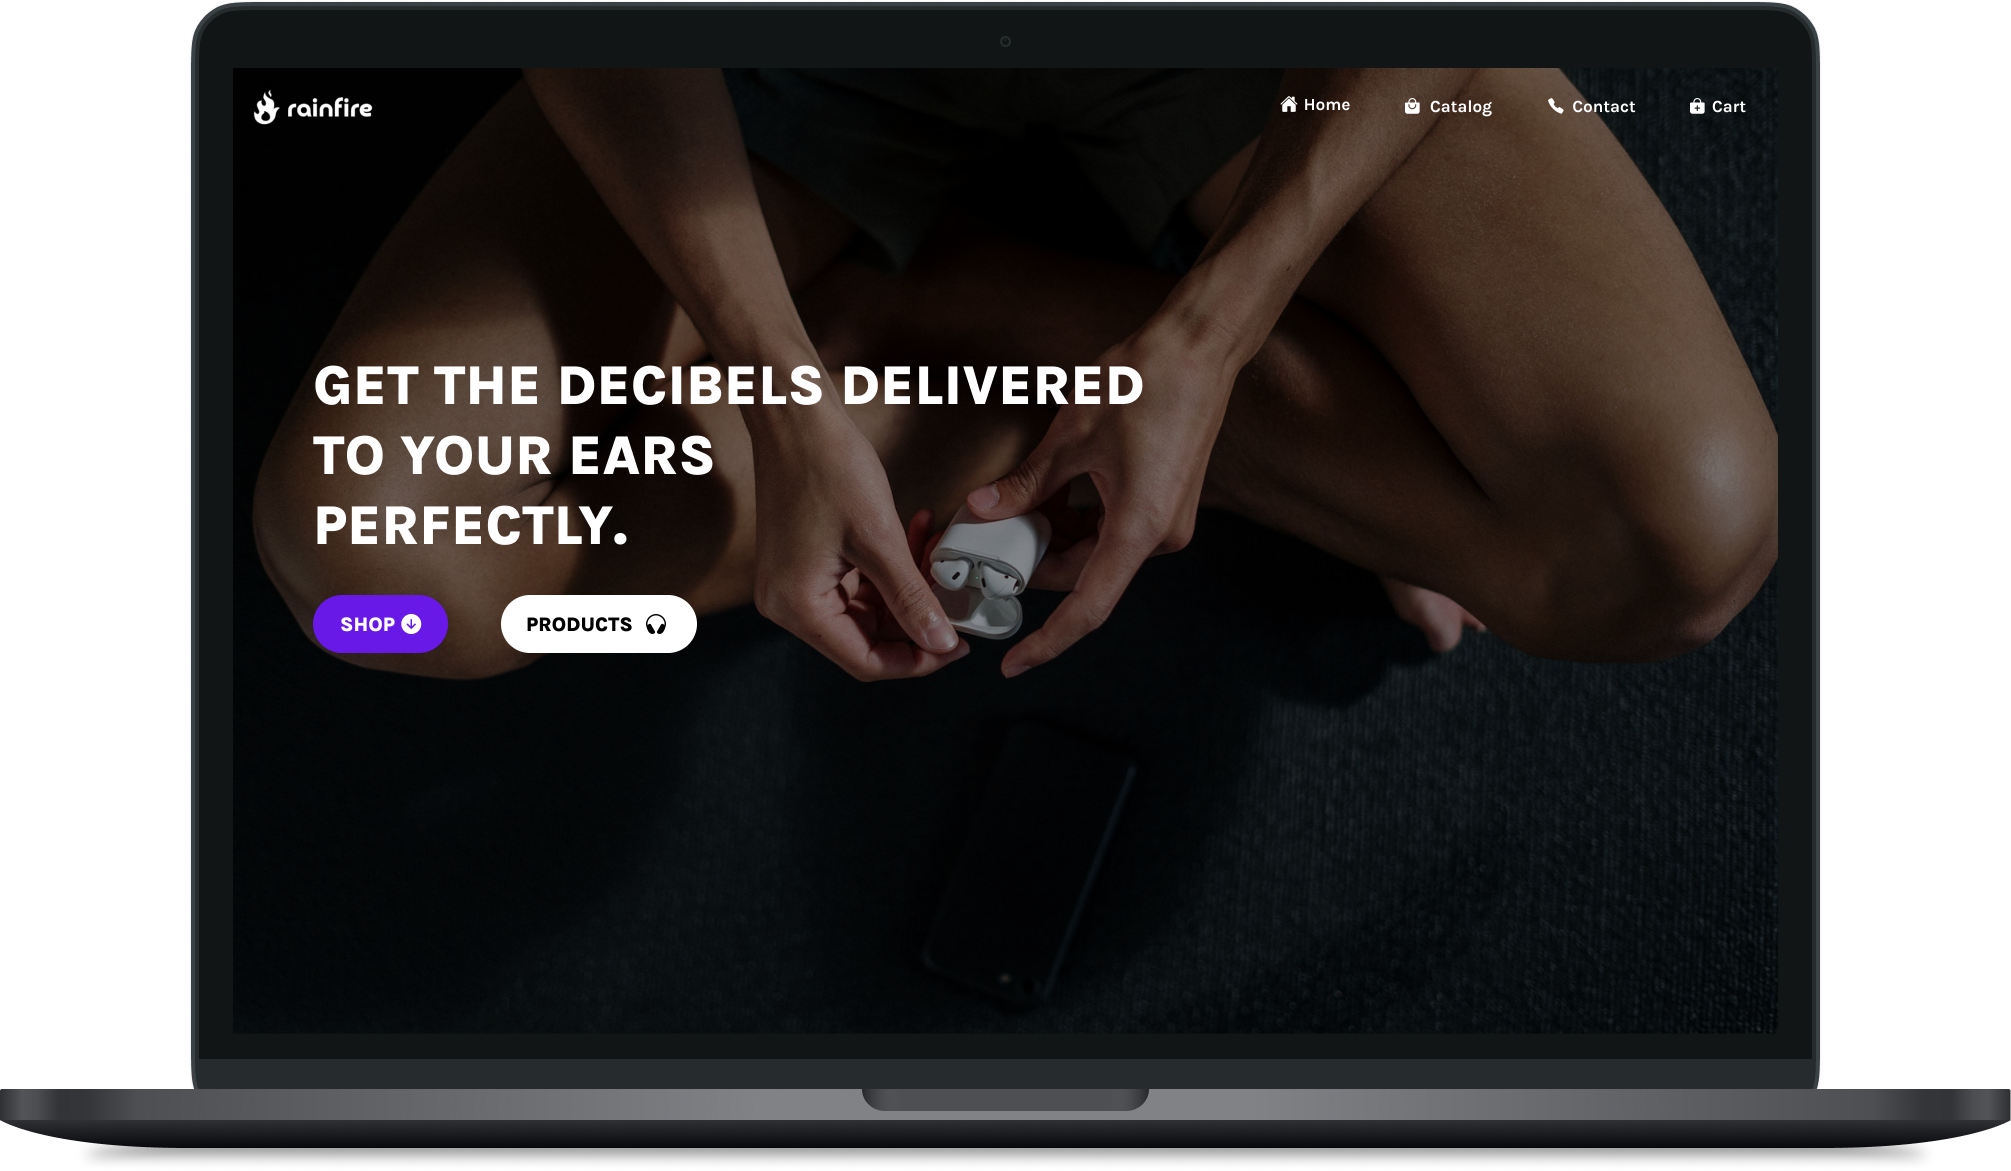 rainfire
Home Catalog Contact Cart
GET THE DECIBELS DELIVERED
TO YOUR EARS
PERFECTLY.
SHOP PRODUCTS